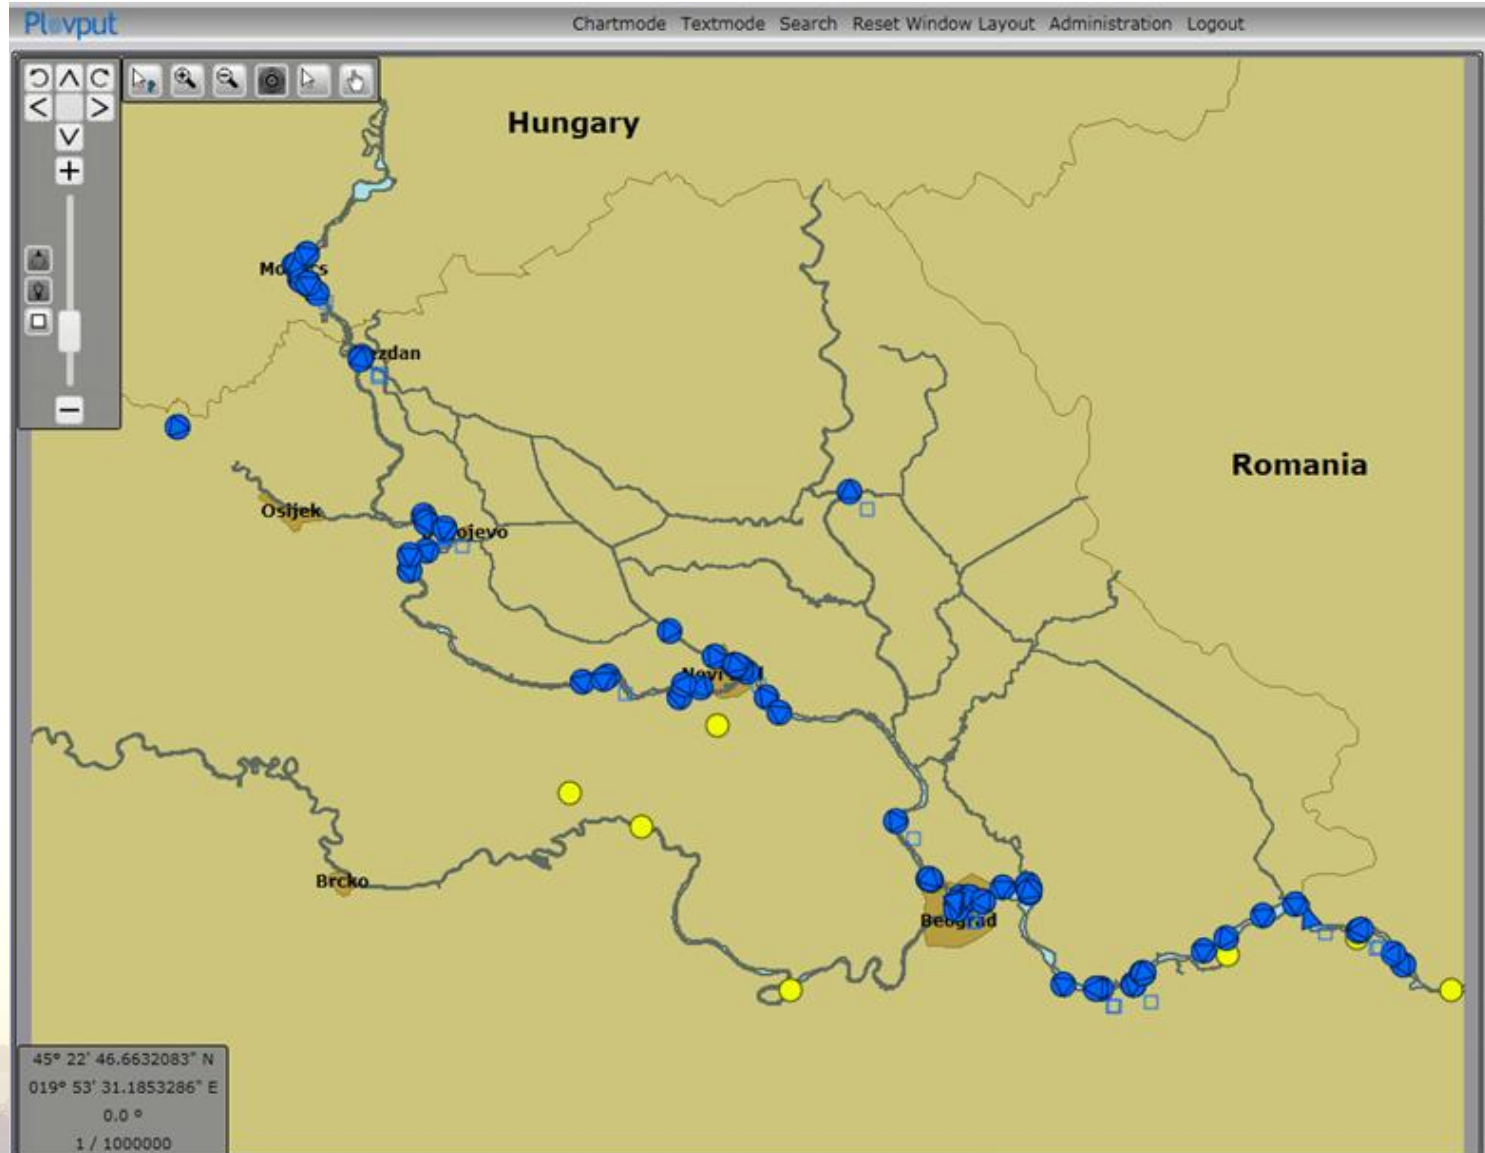 Plovput
Chartmode Textmode Search Reset Window Layout Administration Logout
Hungary
Romania
Osijek
Brcko
Beograd
45° 22' 46.6632083" N
019° 53' 31.1853286" E
0.0 °
1 / 1000000